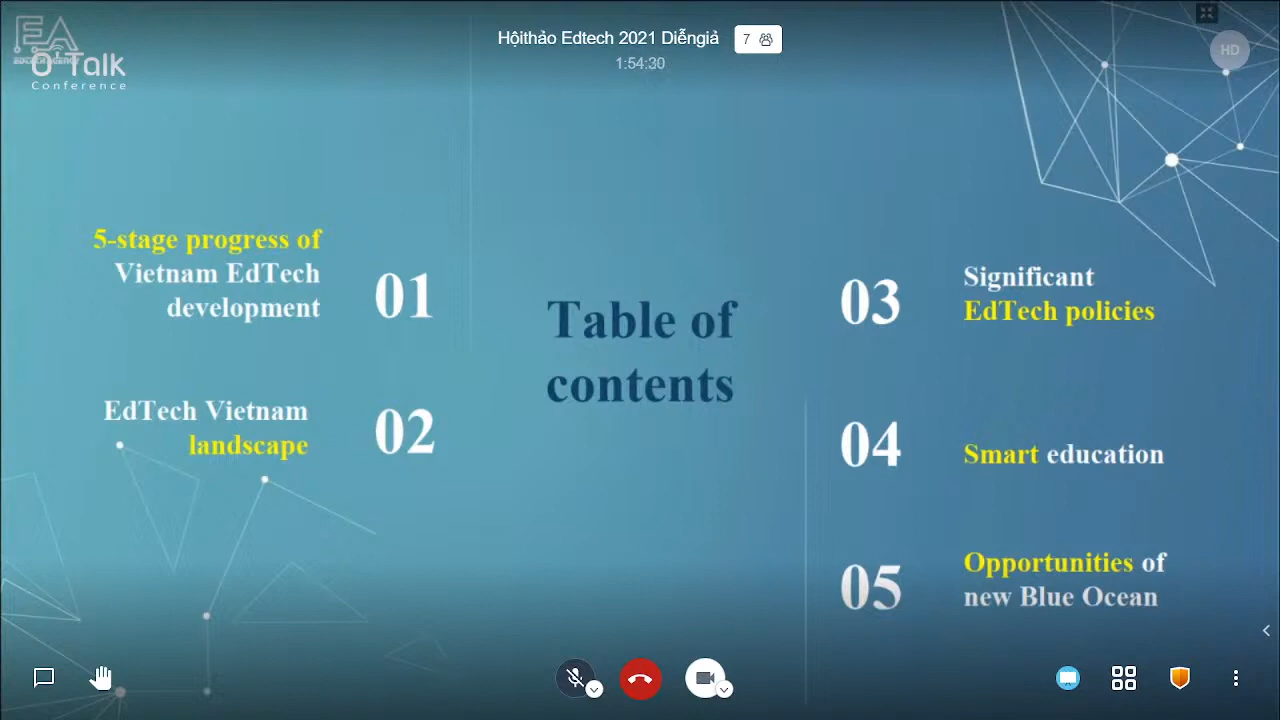 EA
O'Talk
Conference
Hộithảo Edtech 2021 Diễngiả
7
1:54:30
HD
5-stage progress of
Vietnam EdTech
development
01
EdTech Vietnam
landscape
02
Table of
contents
03
Significant
EdTech policies
04
Smart education
05
Opportunities of
new Blue Ocean